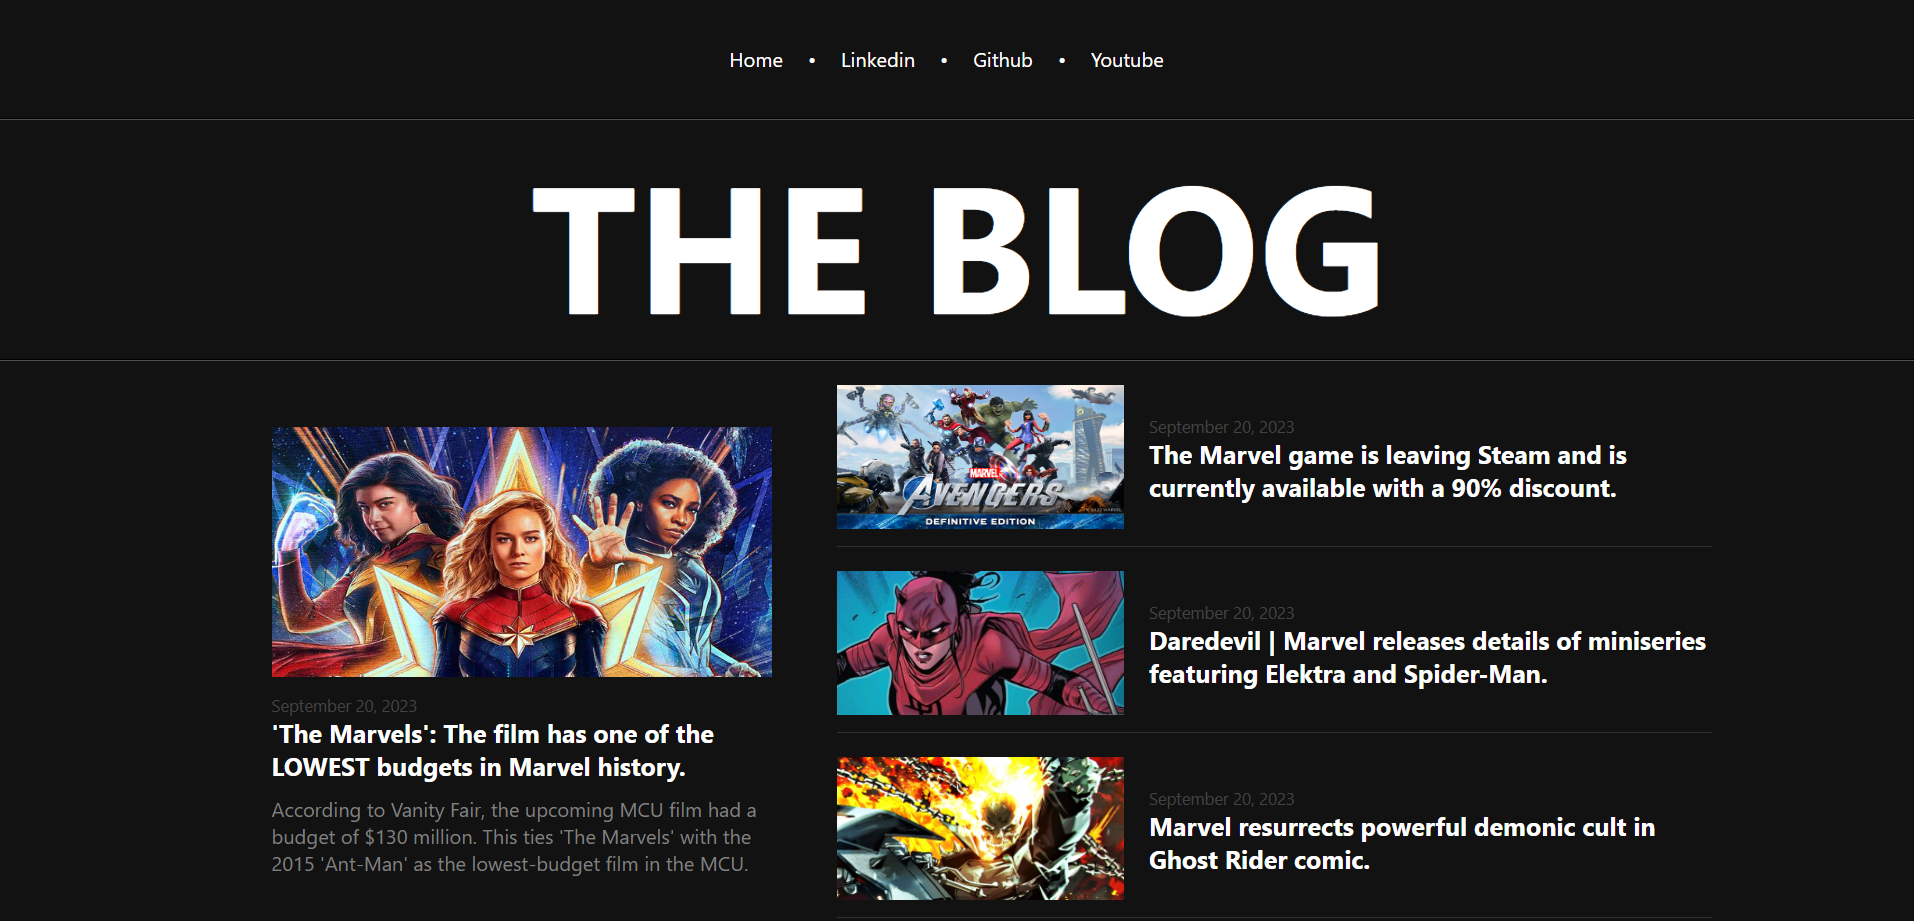 Home • Linkedin • Github • Youtube
THE BLOG
September 20, 2023
'The Marvels': The film has one of the
LOWEST budgets in Marvel history.
According to Vanity Fair, the upcoming MCU film had a
budget of $130 million. This ties 'The Marvels' with the
2015 'Ant-Man' as the lowest-budget film in the MCU.
MARVEL
AVENGERS
DEFINITIVE EDITION
September 20, 2023
The Marvel game is leaving Steam and is
currently available with a 90% discount.
September 20, 2023
Daredevil | Marvel releases details of miniseries
featuring Elektra and Spider-Man.
September 20, 2023
Marvel resurrects powerful demonic cult in
Ghost Rider comic.